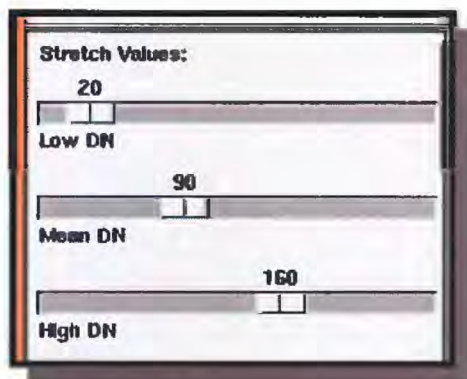 Stretch Values:
20
Low DN
90
Mean DN
160
High DN